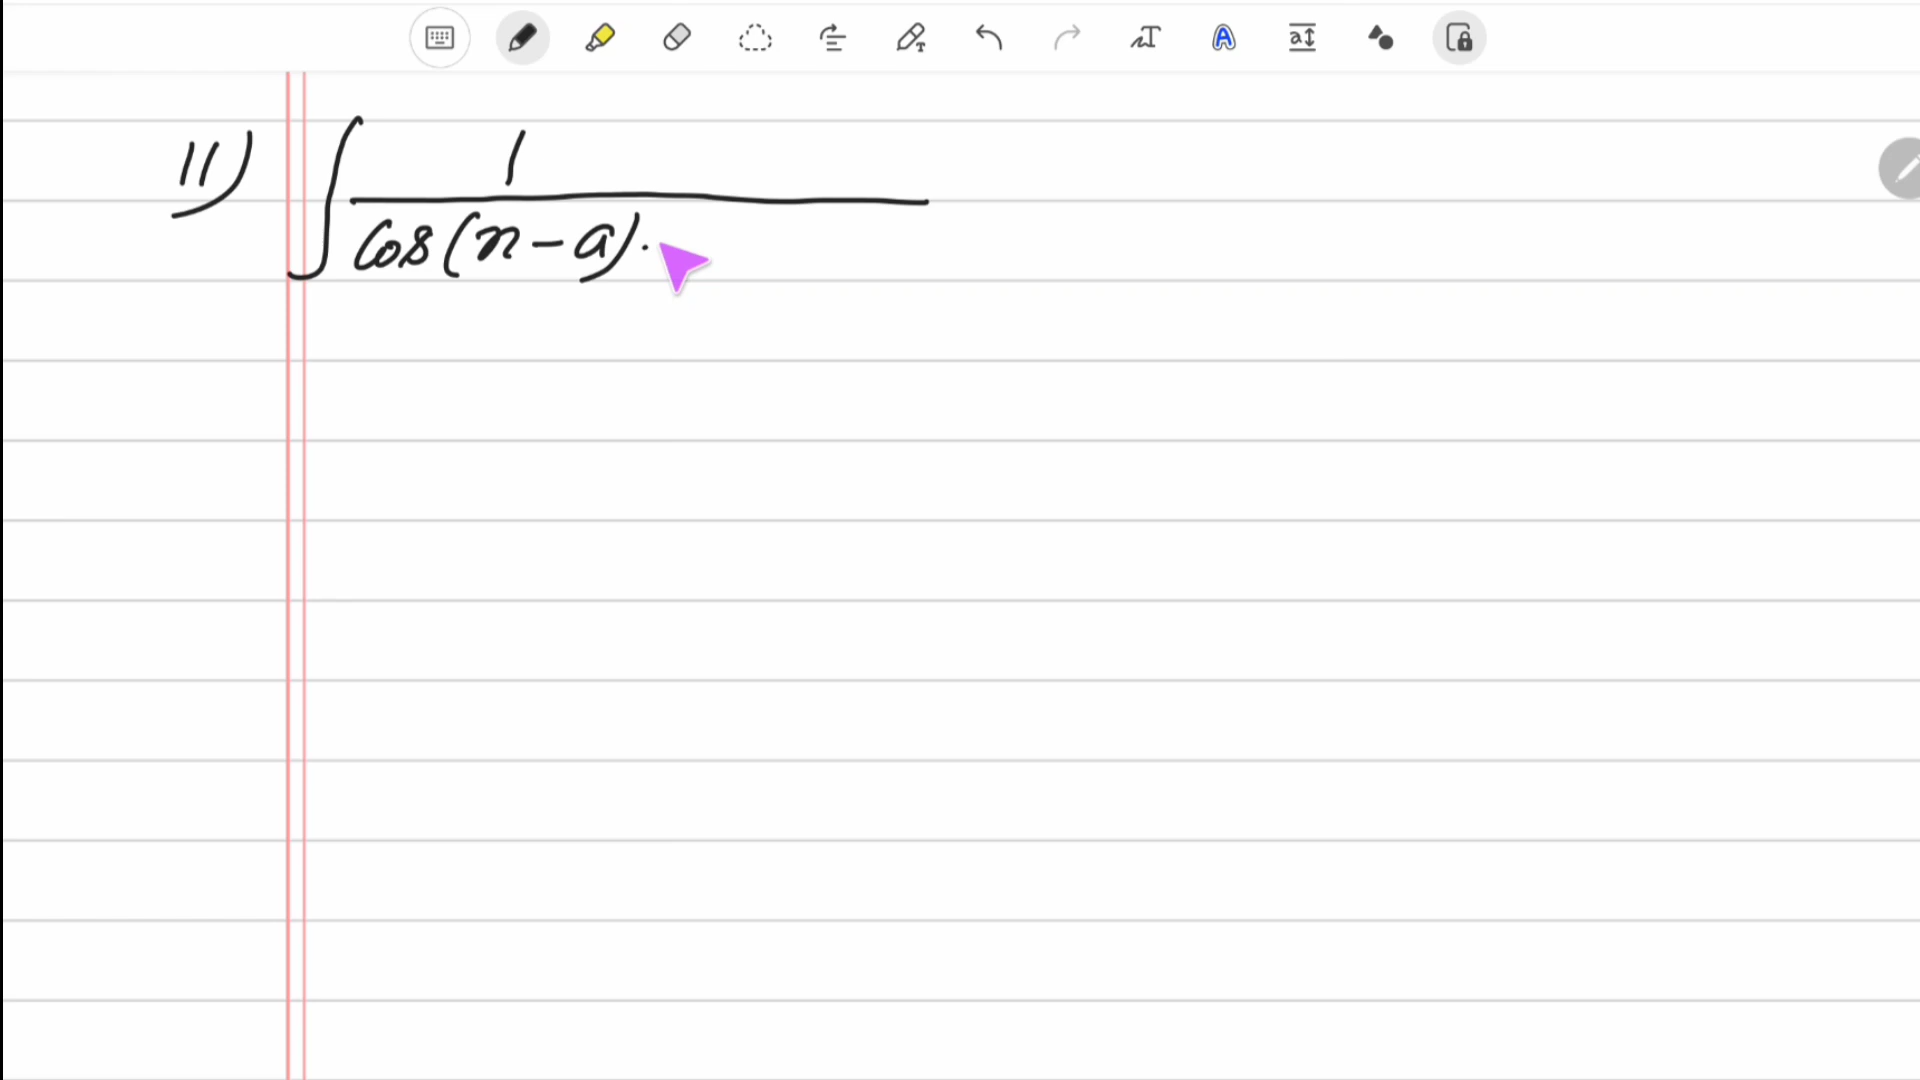 11) ∫ 1 / cos(x-a).